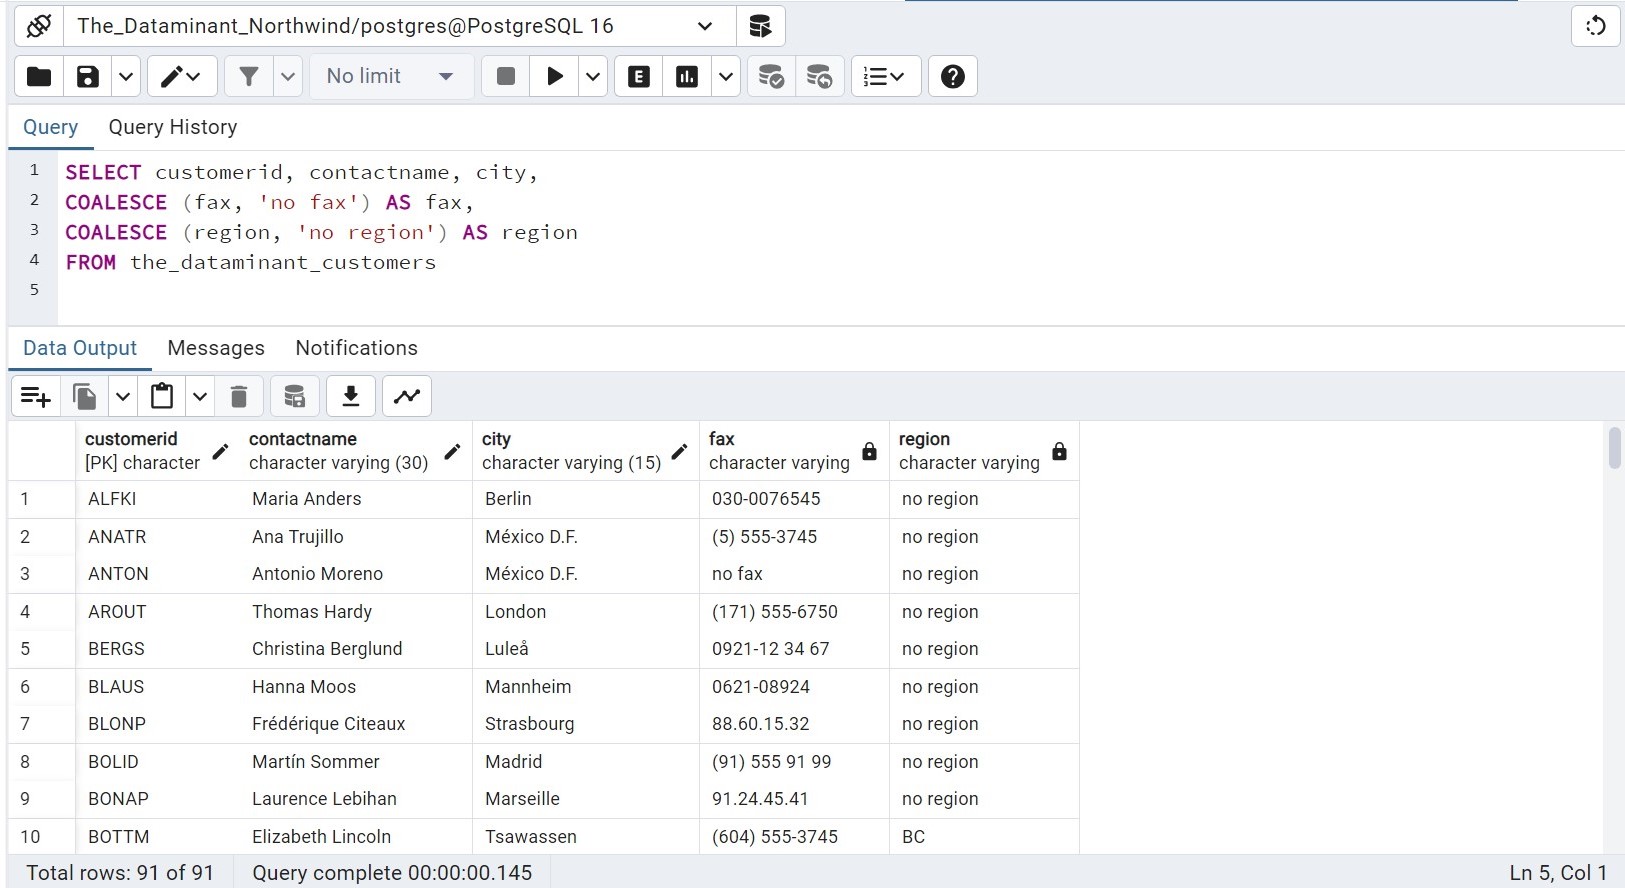 The_Dataminant_Northwind/postgres@PostgreSQL 16
No limit
E
Query Query History
1 SELECT customerid, contactname, city,
2 COALESCE (fax, 'no fax') AS fax,
3 COALESCE (region, 'no region') AS region
4 FROM the_dataminant_customers
5
Data Output Messages Notifications
customerid contactname city fax region
[PK] character character varying (30) character varying (15) character varying character varying
1 ALFKI Maria Anders Berlin 030-0076545 no region
2 ANATR Ana Trujillo México D.F. (5) 555-3745 no region
3 ANTON Antonio Moreno México D.F. no fax no region
4 AROUT Thomas Hardy London (171) 555-6750 no region
5 BERGS Christina Berglund Luleå 0921-12 34 67 no region
6 BLAUS Hanna Moos Mannheim 0621-08924 no region
7 BLONP Frédérique Citeaux Strasbourg 88.60.15.32 no region
8 BOLID Martín Sommer Madrid (91) 555 91 99 no region
9 BONAP Laurence Lebihan Marseille 91.24.45.41 no region
10 BOTTM Elizabeth Lincoln Tsawassen (604) 555-3745 BC
Total rows: 91 of 91 Query complete 00:00:00.145 Ln 5, Col 1